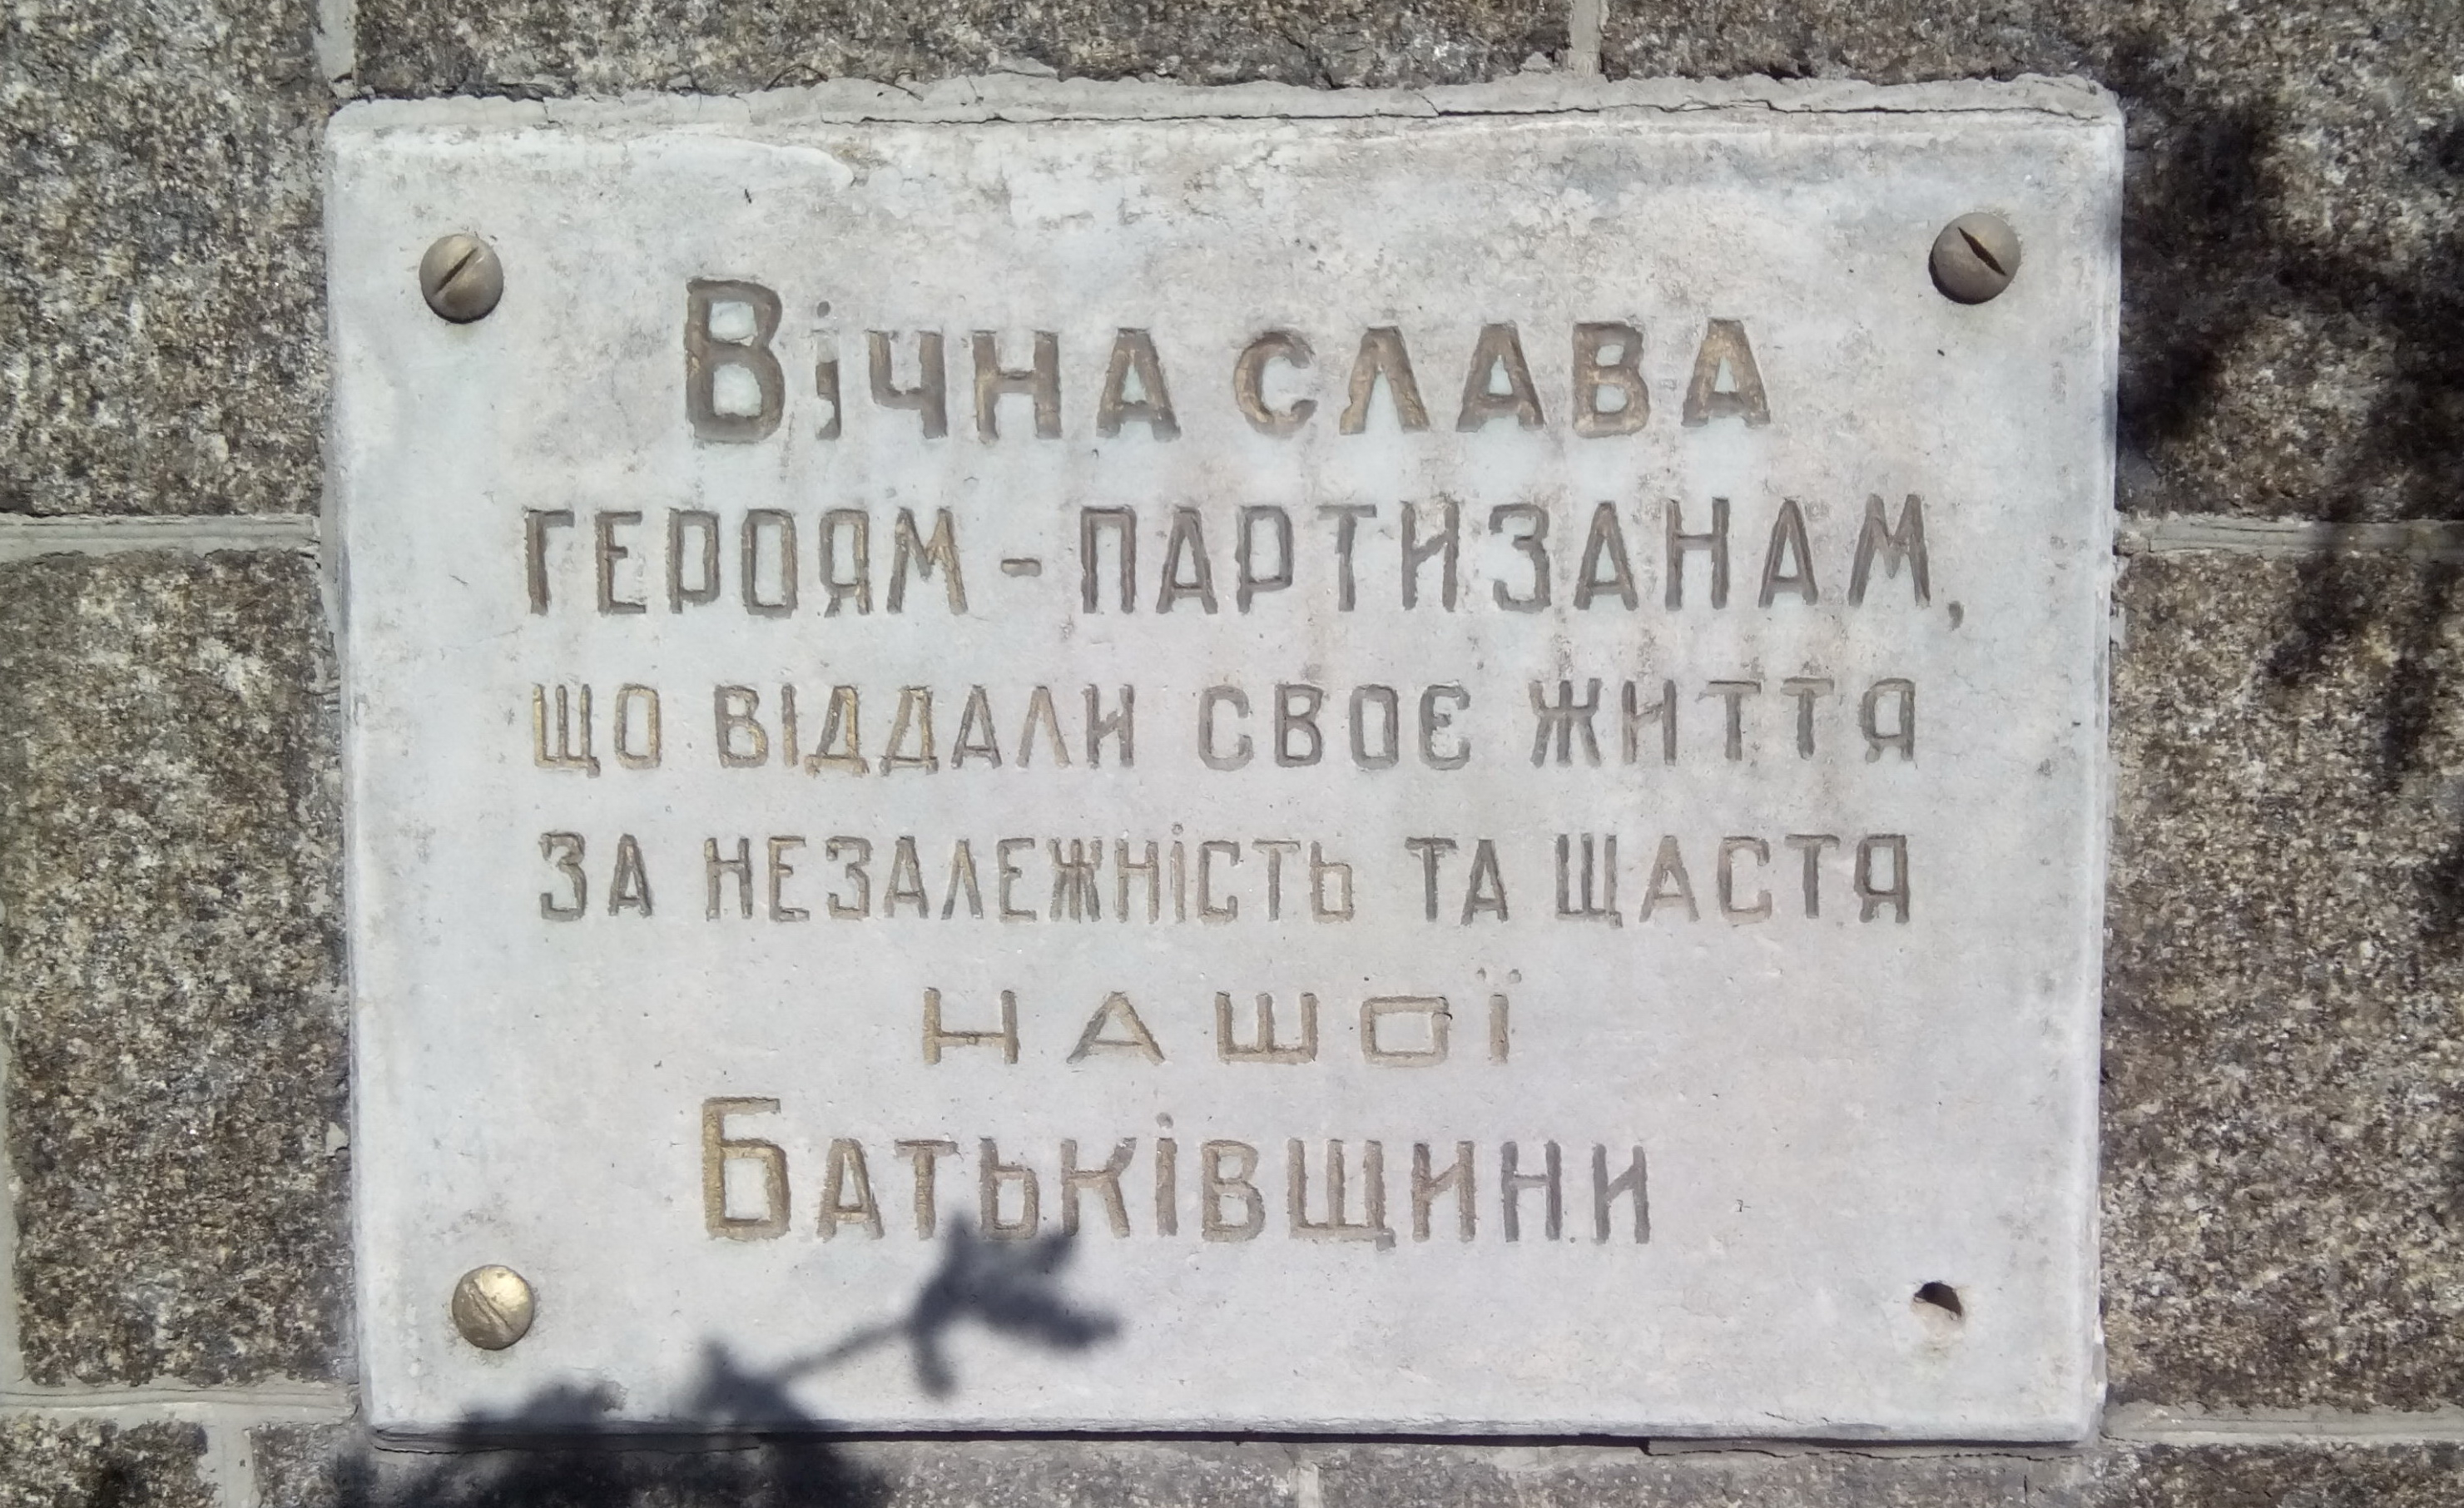 Вічна слава
героям - партизанам,
що віддали своє життя
за незалежність та щастя
нашої
Батьківщини